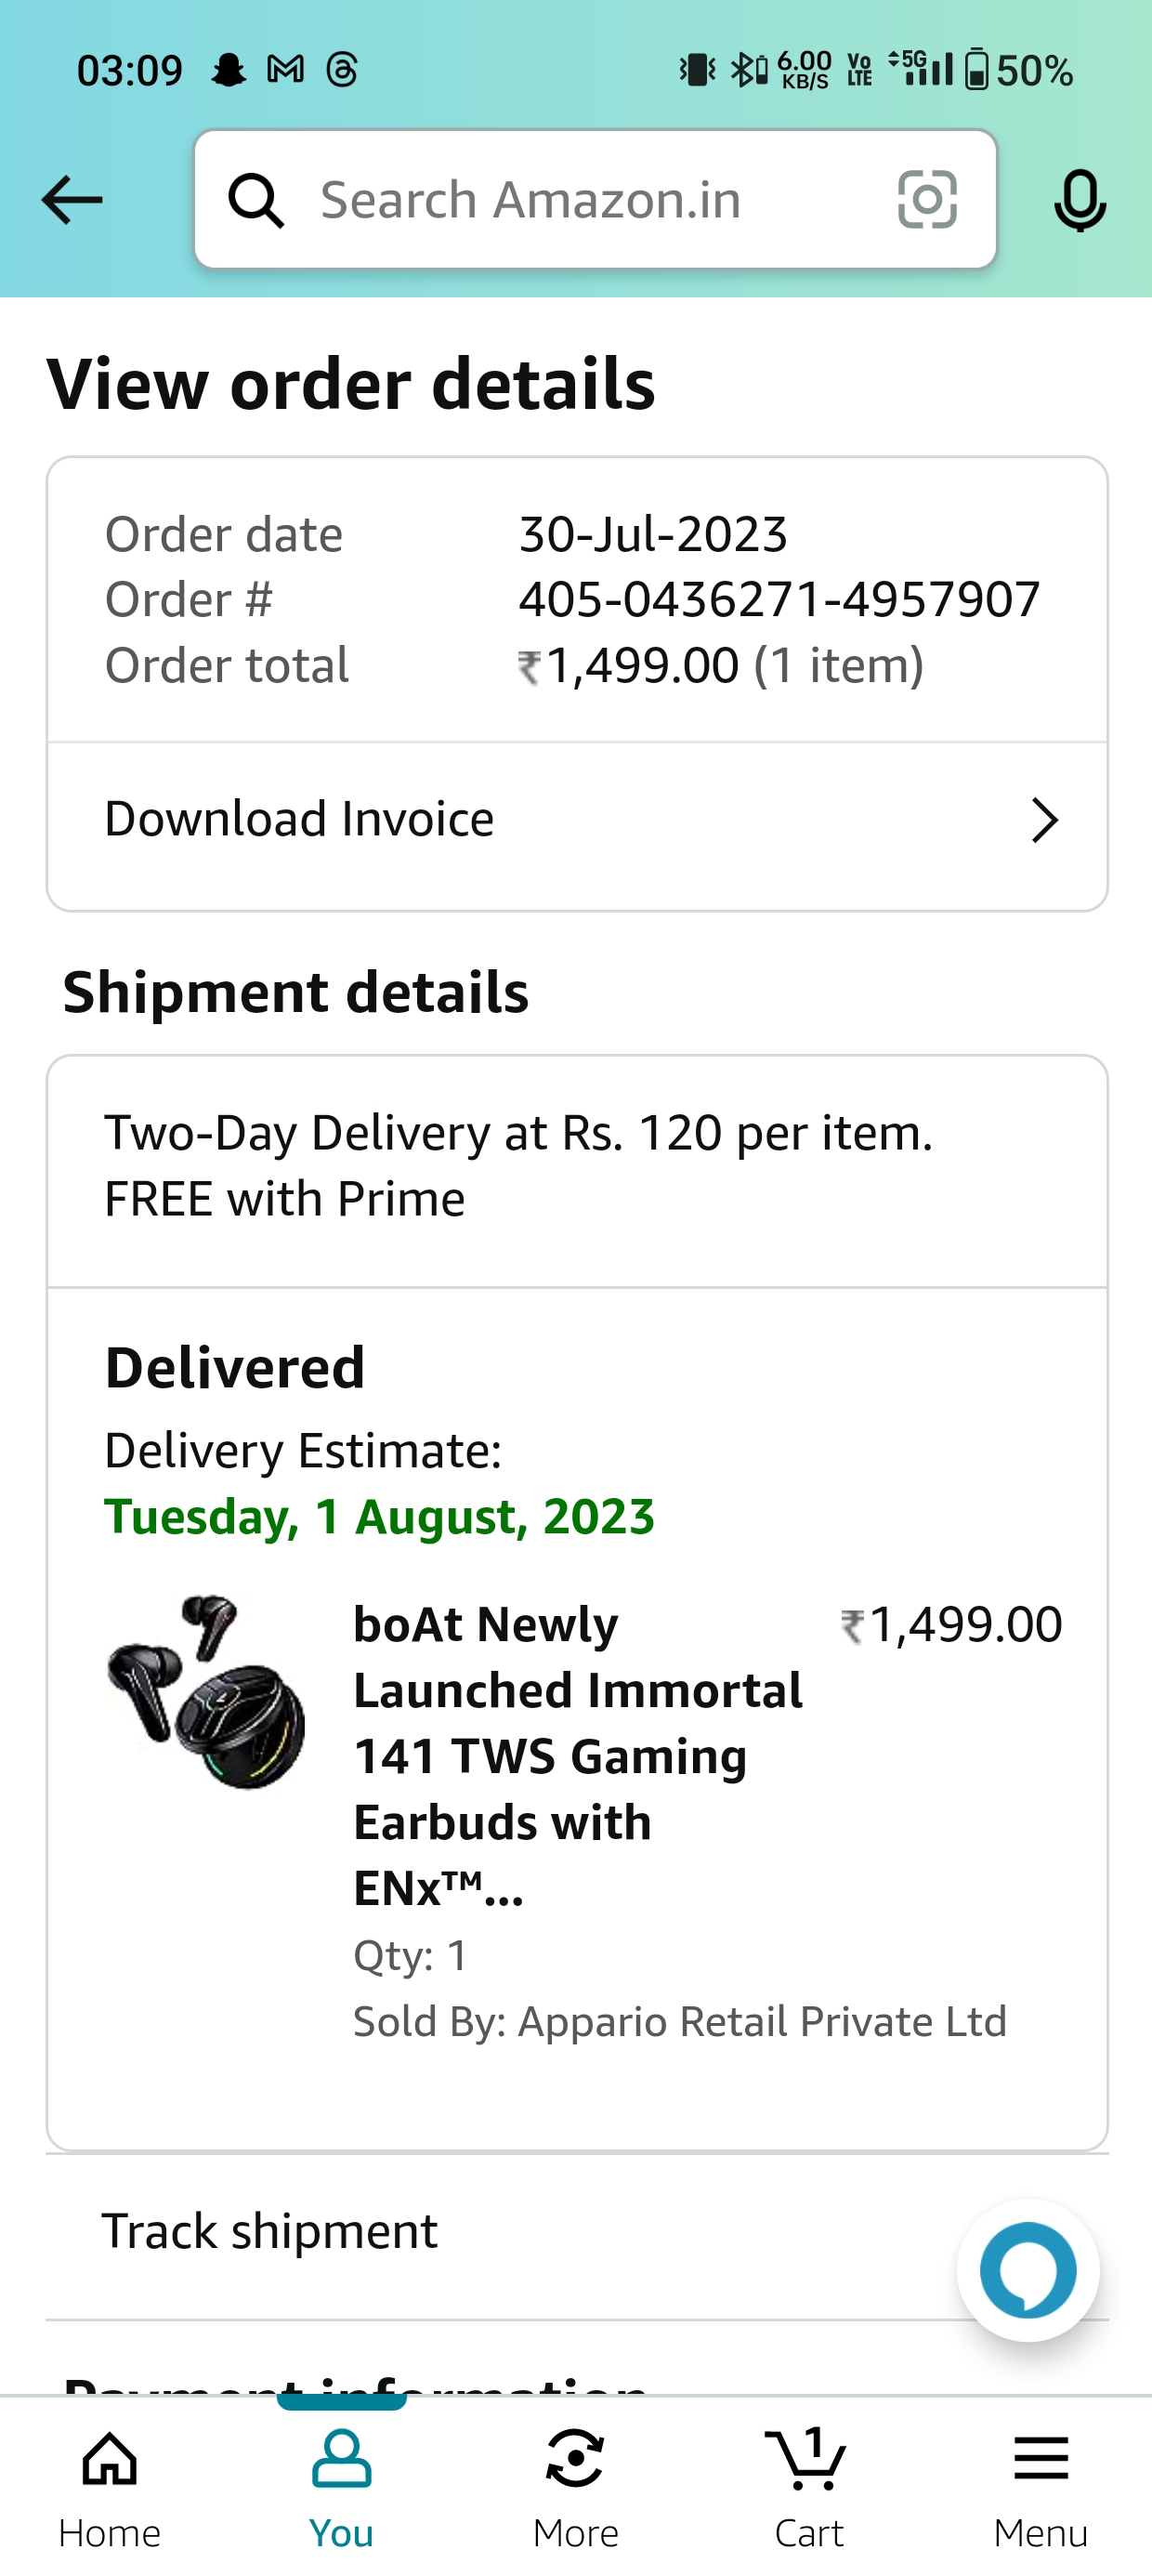 03:09 6.00 KB/S Vo LTE 5G 50%
Search Amazon.in
View order details
Order date 30-Jul-2023
Order # 405-0436271-4957907
Order total ₹1,499.00 (1 item)
Download Invoice
Shipment details
Two-Day Delivery at Rs. 120 per item.
FREE with Prime
Delivered
Delivery Estimate:
Tuesday, 1 August, 2023
boAt Newly ₹1,499.00
Launched Immortal
141 TWS Gaming
Earbuds with
ENx™...
Qty: 1
Sold By: Appario Retail Private Ltd
Track shipment
Payment information
1
Home You More Cart Menu